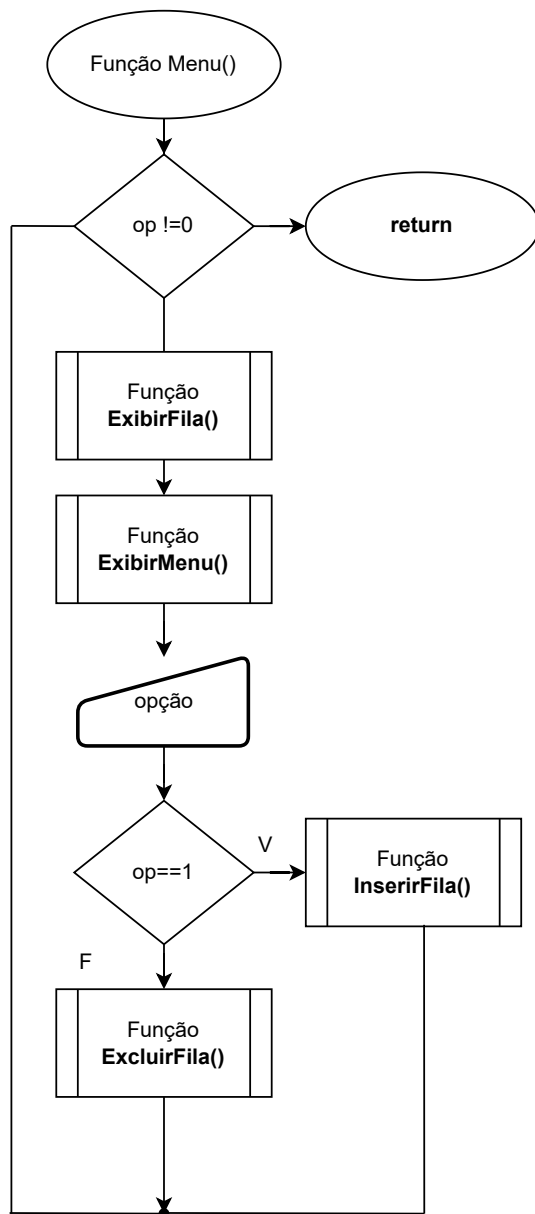 Função Menu()
op !=0
return
Função
ExibirFila()
Função
ExibirMenu()
opção
op==1
V
Função
InserirFila()
F
Função
ExcluirFila()